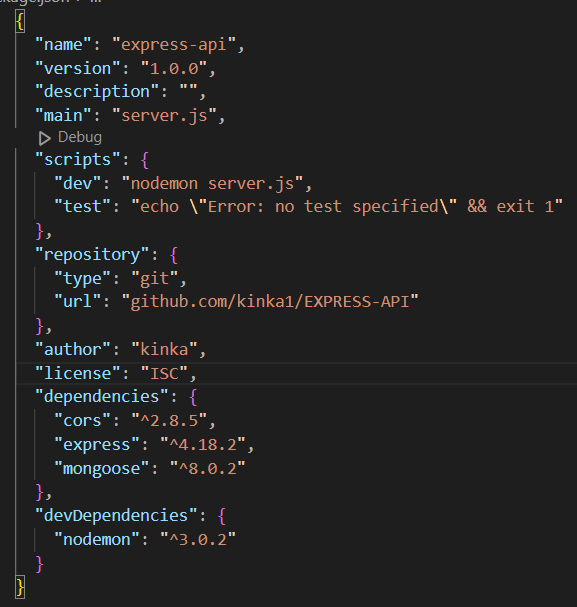 {
"name": "express-api",
"version": "1.0.0",
"description": "",
"main": "server.js",
Debug
"scripts": {
"dev": "nodemon server.js",
"test": "echo \"Error: no test specified\" && exit 1"
},
"repository": {
"type": "git",
"url": "github.com/kinka1/EXPRESS-API"
},
"author": "kinka",
"license": "ISC",
"dependencies": {
"cors": "^2.8.5",
"express": "^4.18.2",
"mongoose": "^8.0.2"
},
"devDependencies": {
"nodemon": "^3.0.2"
}
}